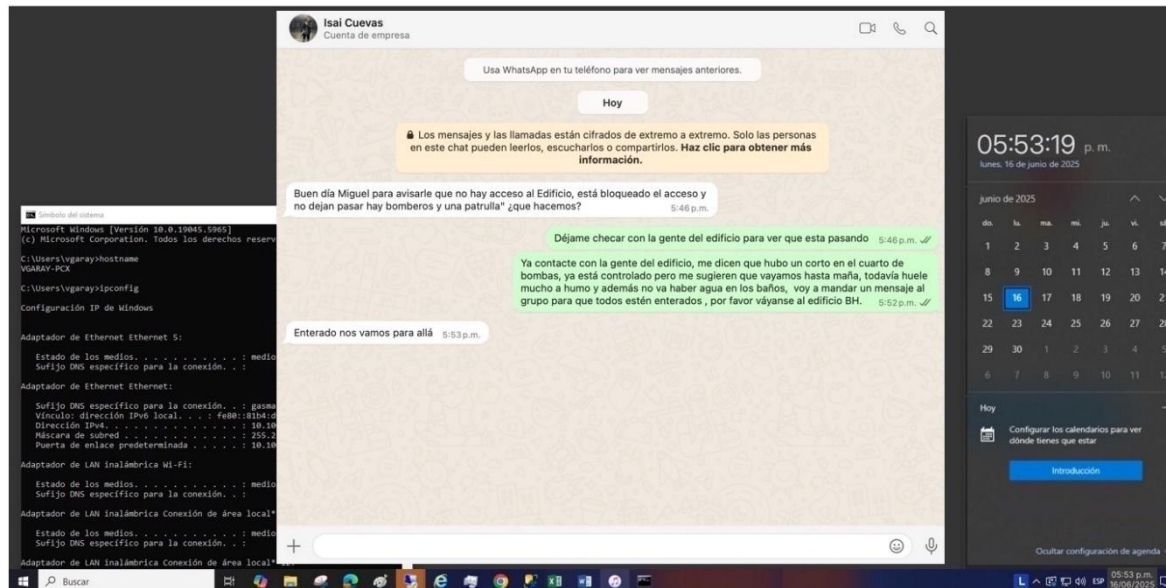 Isai Cuevas
Cuenta de empresa
Usa WhatsApp en tu teléfono para ver mensajes anteriores.
Hoy
Los mensajes y las llamadas están cifrados de extremo a extremo. Solo las personas
en este chat pueden leerlos, escucharlos o compartirlos. Haz clic para obtener más
información.
Buen día Miguel para avisarle que no hay acceso al Edificio, está bloqueado el acceso y
no dejan pasar hay bomberos y una patrulla" ¿que hacemos?
5:46 p.m.
Déjame checar con la gente del edificio para ver que esta pasando 5:46 p.m.
Ya contacte con la gente del edificio, me dicen que hubo un corto en el cuarto de
bombas, ya está controlado pero me sugieren que vayamos hasta maña, todavía huele
mucho a humo y además no va haber agua en los baños, voy a mandar un mensaje al
grupo para que todos estén enterados , por favor váyanse al edificio BH. 5:52 p.m.
Enterado nos vamos para allá 5:53 p.m.
Símbolo del sistema
Microsoft Windows [Versión 10.0.19045.5965]
(c) Microsoft Corporation. Todos los derechos reserv
C:\Users\vgaray>hostname
VGARAY-PCX
C:\Users\vgaray>ipconfig
Configuración IP de Windows
Adaptador de Ethernet Ethernet 5:
Estado de los medios. . . . . . . . . . . : medio
Sufijo DNS específico para la conexión. . :
Adaptador de Ethernet Ethernet:
Sufijo DNS específico para la conexión. . : gasma
Vínculo: dirección IPv6 local. . . : fe80::81b4:d
Dirección IPv4. . . . . . . . . . . . . . : 10.10
Máscara de subred . . . . . . . . . . . . : 255.2
Puerta de enlace predeterminada . . . . . : 10.10
Adaptador de LAN inalámbrica Wi-Fi:
Estado de los medios. . . . . . . . . . . : medio
Sufijo DNS específico para la conexión. . :
Adaptador de LAN inalámbrica Conexión de área local*
Estado de los medios. . . . . . . . . . . : medio
Sufijo DNS específico para la conexión. . :
Adaptador de LAN inalámbrica Conexión de área local*
05:53:19 p. m.
lunes, 16 de junio de 2025
junio de 2025
do. lu. ma. mi. ju. vi.
1 2 3 4 5 6 7
8 9 10 11 12 13 14
15 16 17 18 19 20 21
22 23 24 25 26 27 28
29 30 1 2 3 4 5
6 7 8 9 10 11 12
Hoy
Configurar los calendarios para ver
dónde tienes que estar
Introducción
Ocultar configuración de agenda
Buscar
ESP
05:53 p.m.
16/06/2025